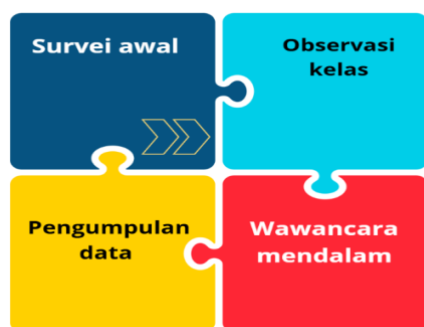 Survei awal
Observasi
kelas
Pengumpulan
data
Wawancara
mendalam